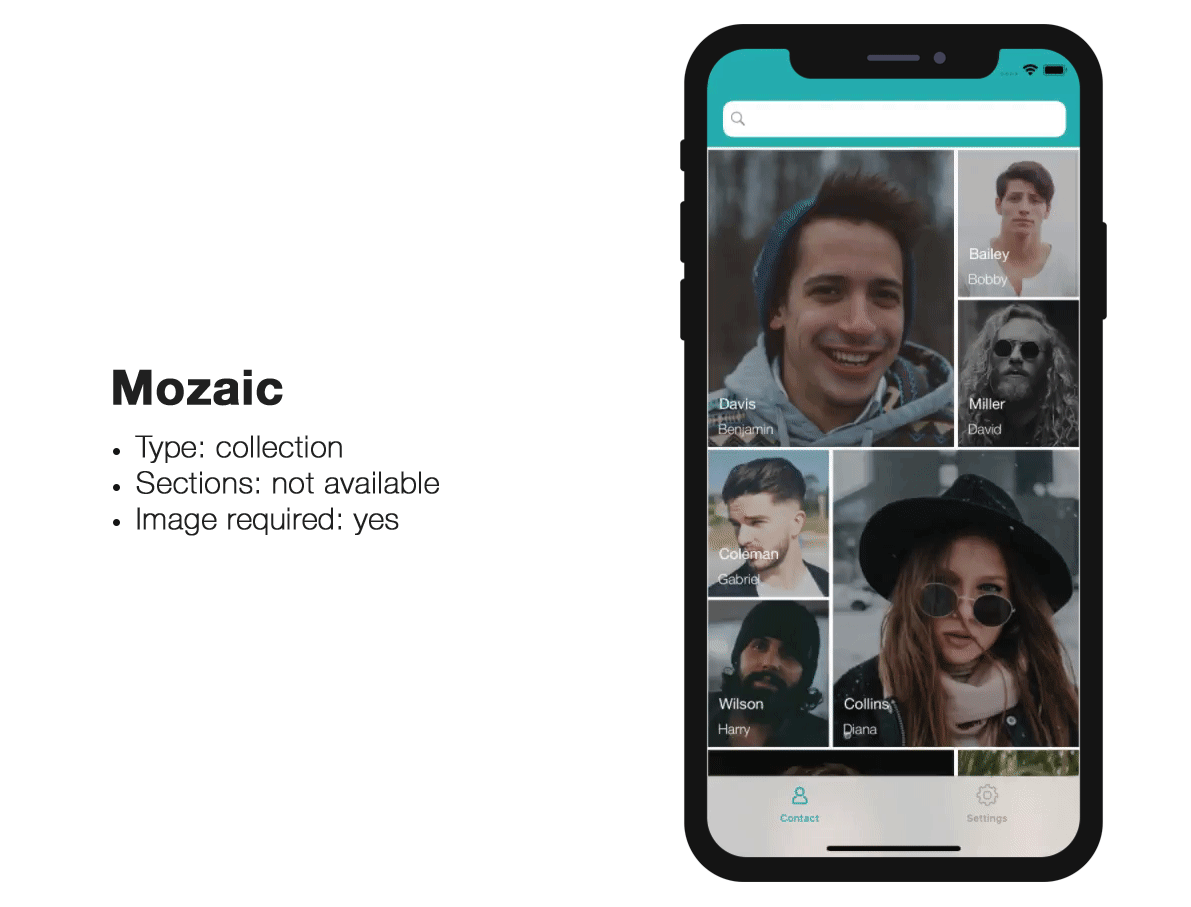 Mozaic
• Type: collection
• Sections: not available
• Image required: yes
Davis
Benjamin
Bailey
Bobby
Miller
David
Coleman
Gabriel
Wilson
Harry
Collins
Diana
Contact
Settings